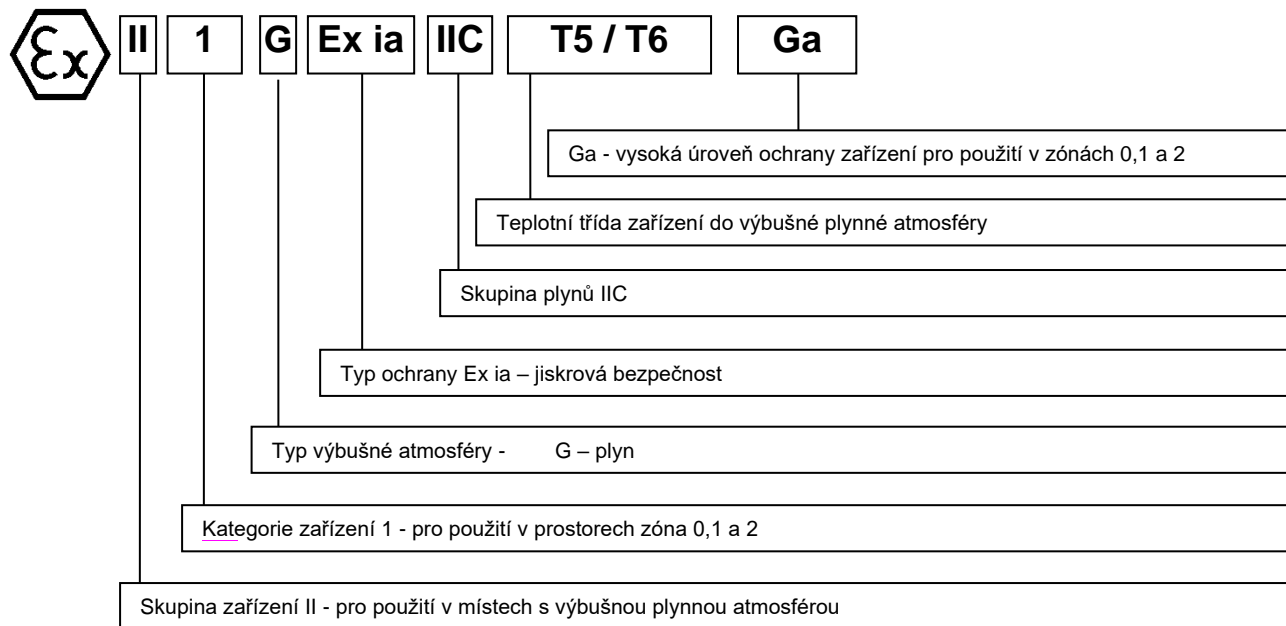 Ex II 1 G Ex ia IIC T5 / T6 Ga
Ga - vysoká úroveň ochrany zařízení pro použití v zónách 0,1 a 2
Teplotní třída zařízení do výbušné plynné atmosféry
Skupina plynů IIC
Typ ochrany Ex ia – jiskrová bezpečnost
Typ výbušné atmosféry - G – plyn
Kategorie zařízení 1 - pro použití v prostorech zóna 0,1 a 2
Skupina zařízení II - pro použití v místech s výbušnou plynnou atmosférou